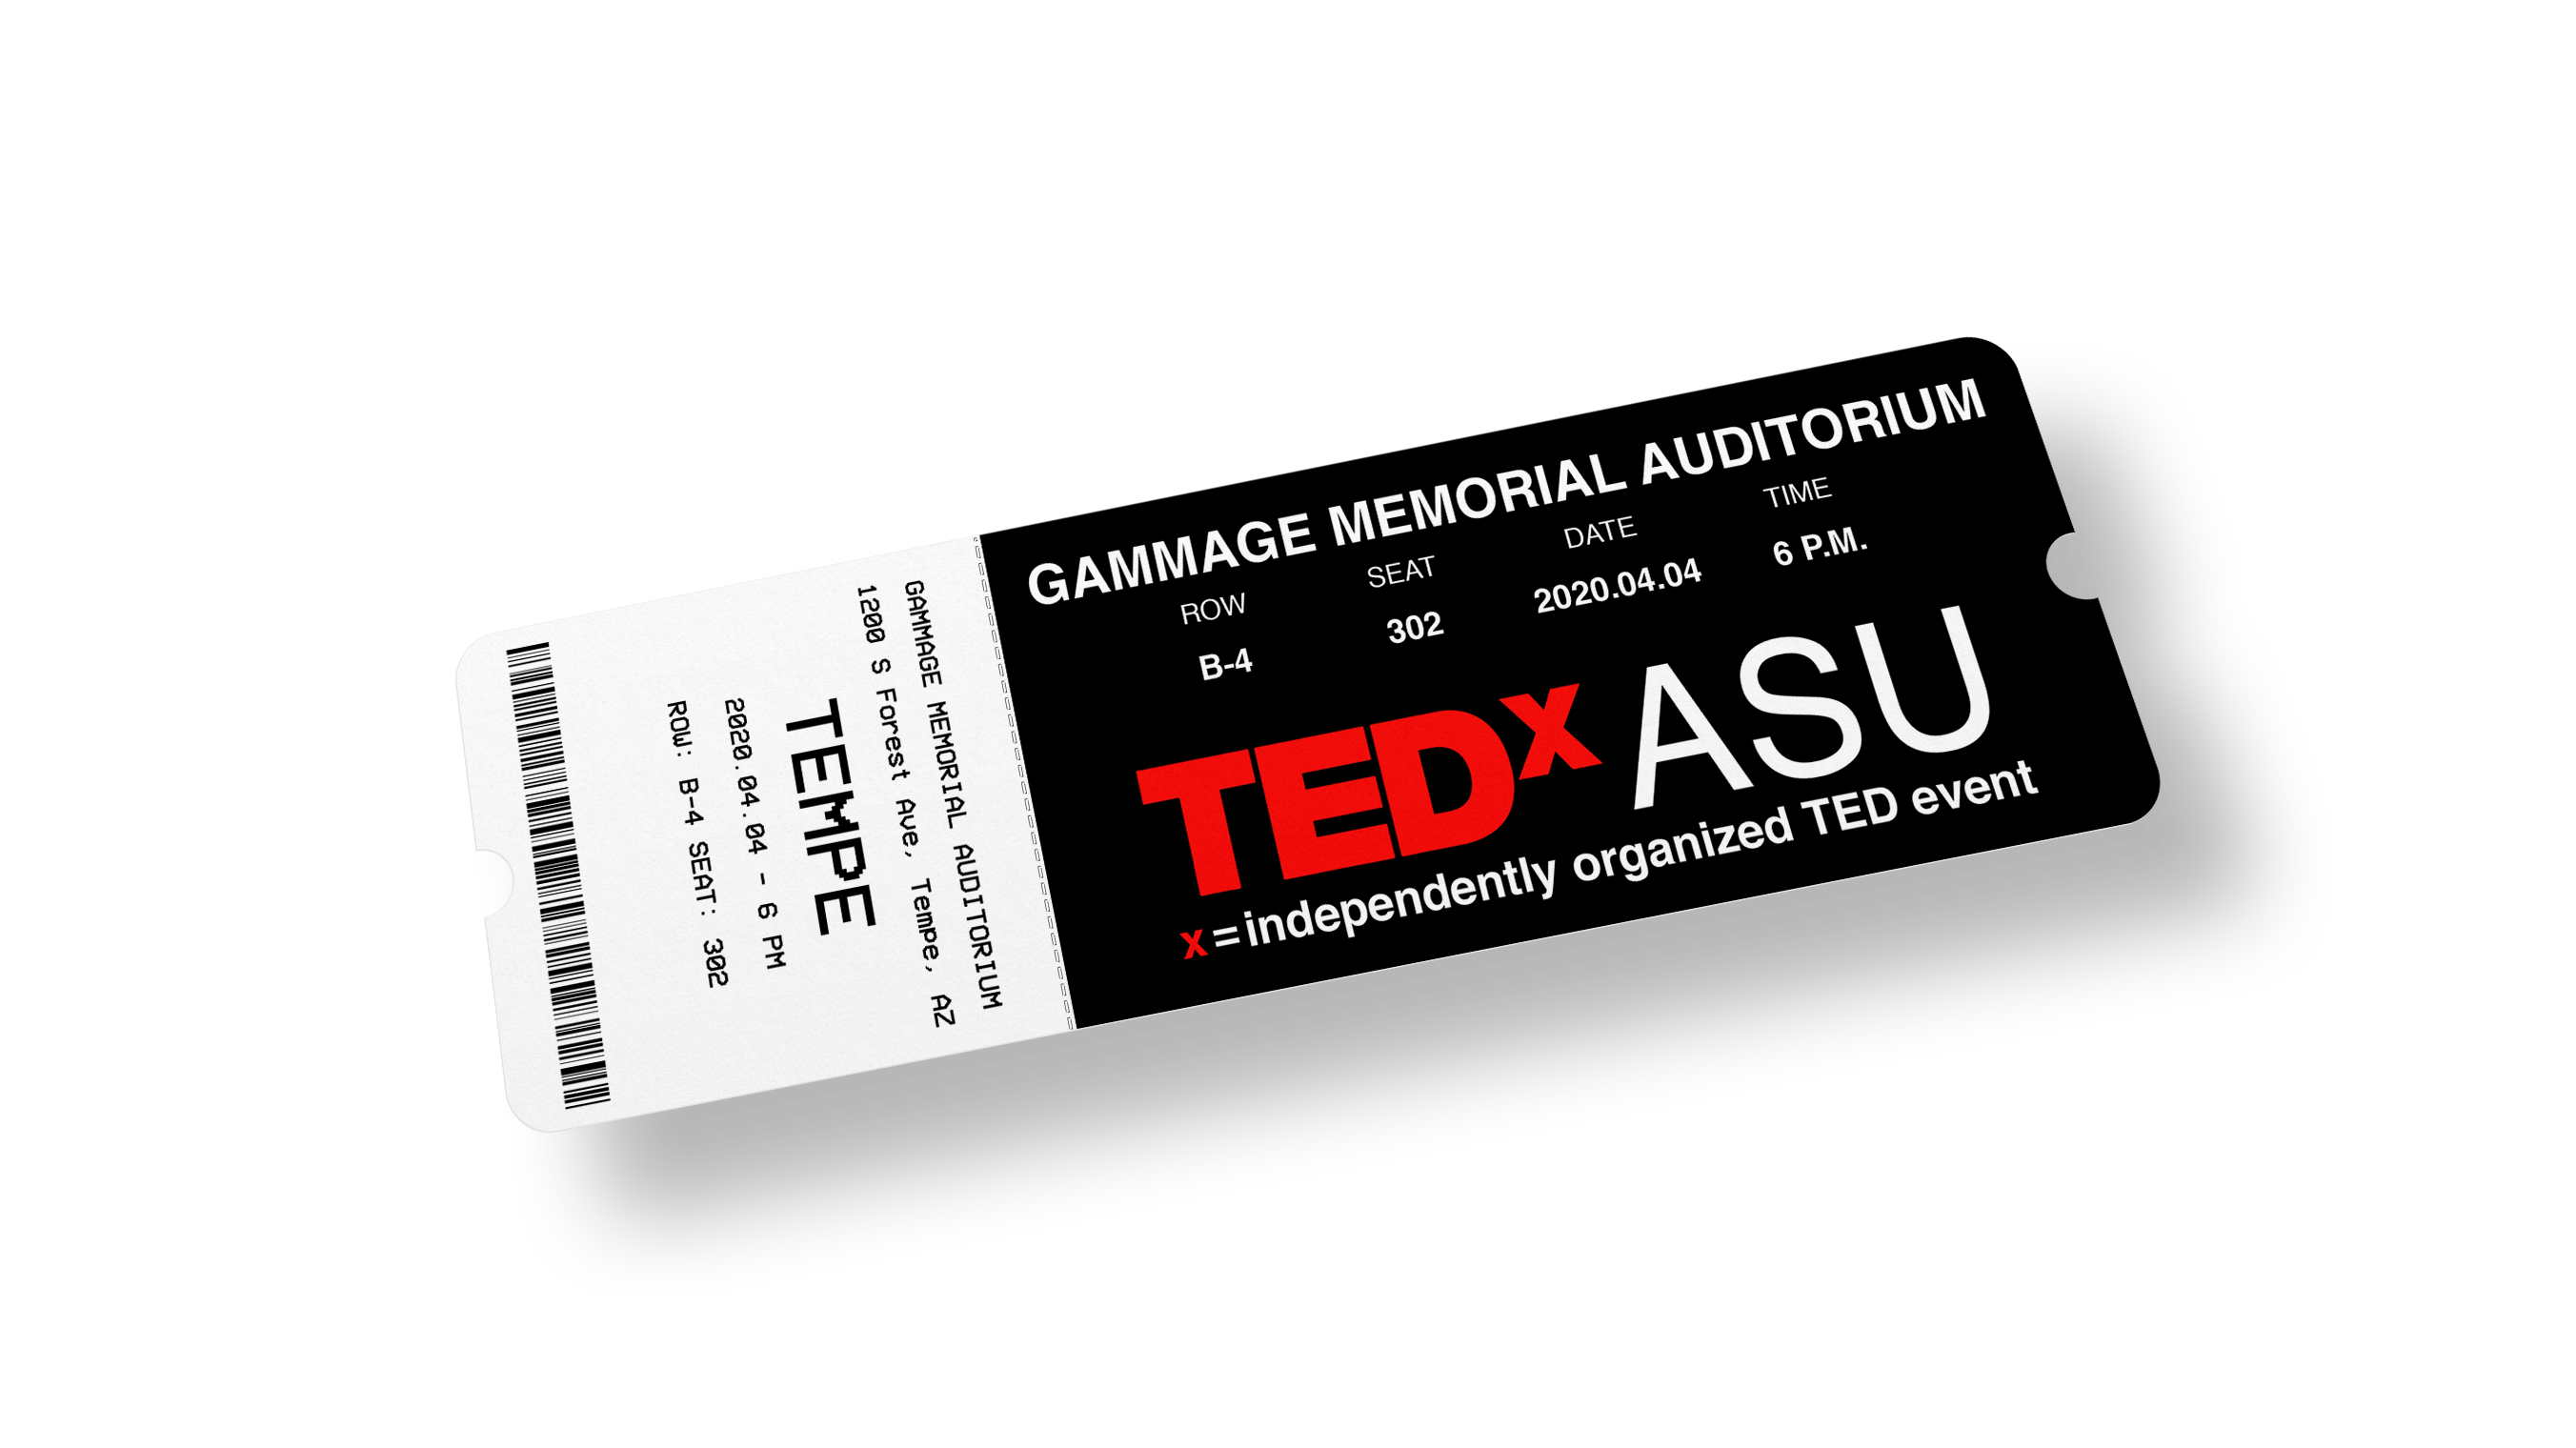 GAMMAGE MEMORIAL AUDITORIUM
1200 S Forest Ave, Tempe, AZ
TEMPE
2020.04.04 - 6 PM
ROW: B-4 SEAT: 302
GAMMAGE MEMORIAL AUDITORIUM
ROW SEAT DATE TIME
B-4 302 2020.04.04 6 P.M.
TEDx ASU
x = independently organized TED event